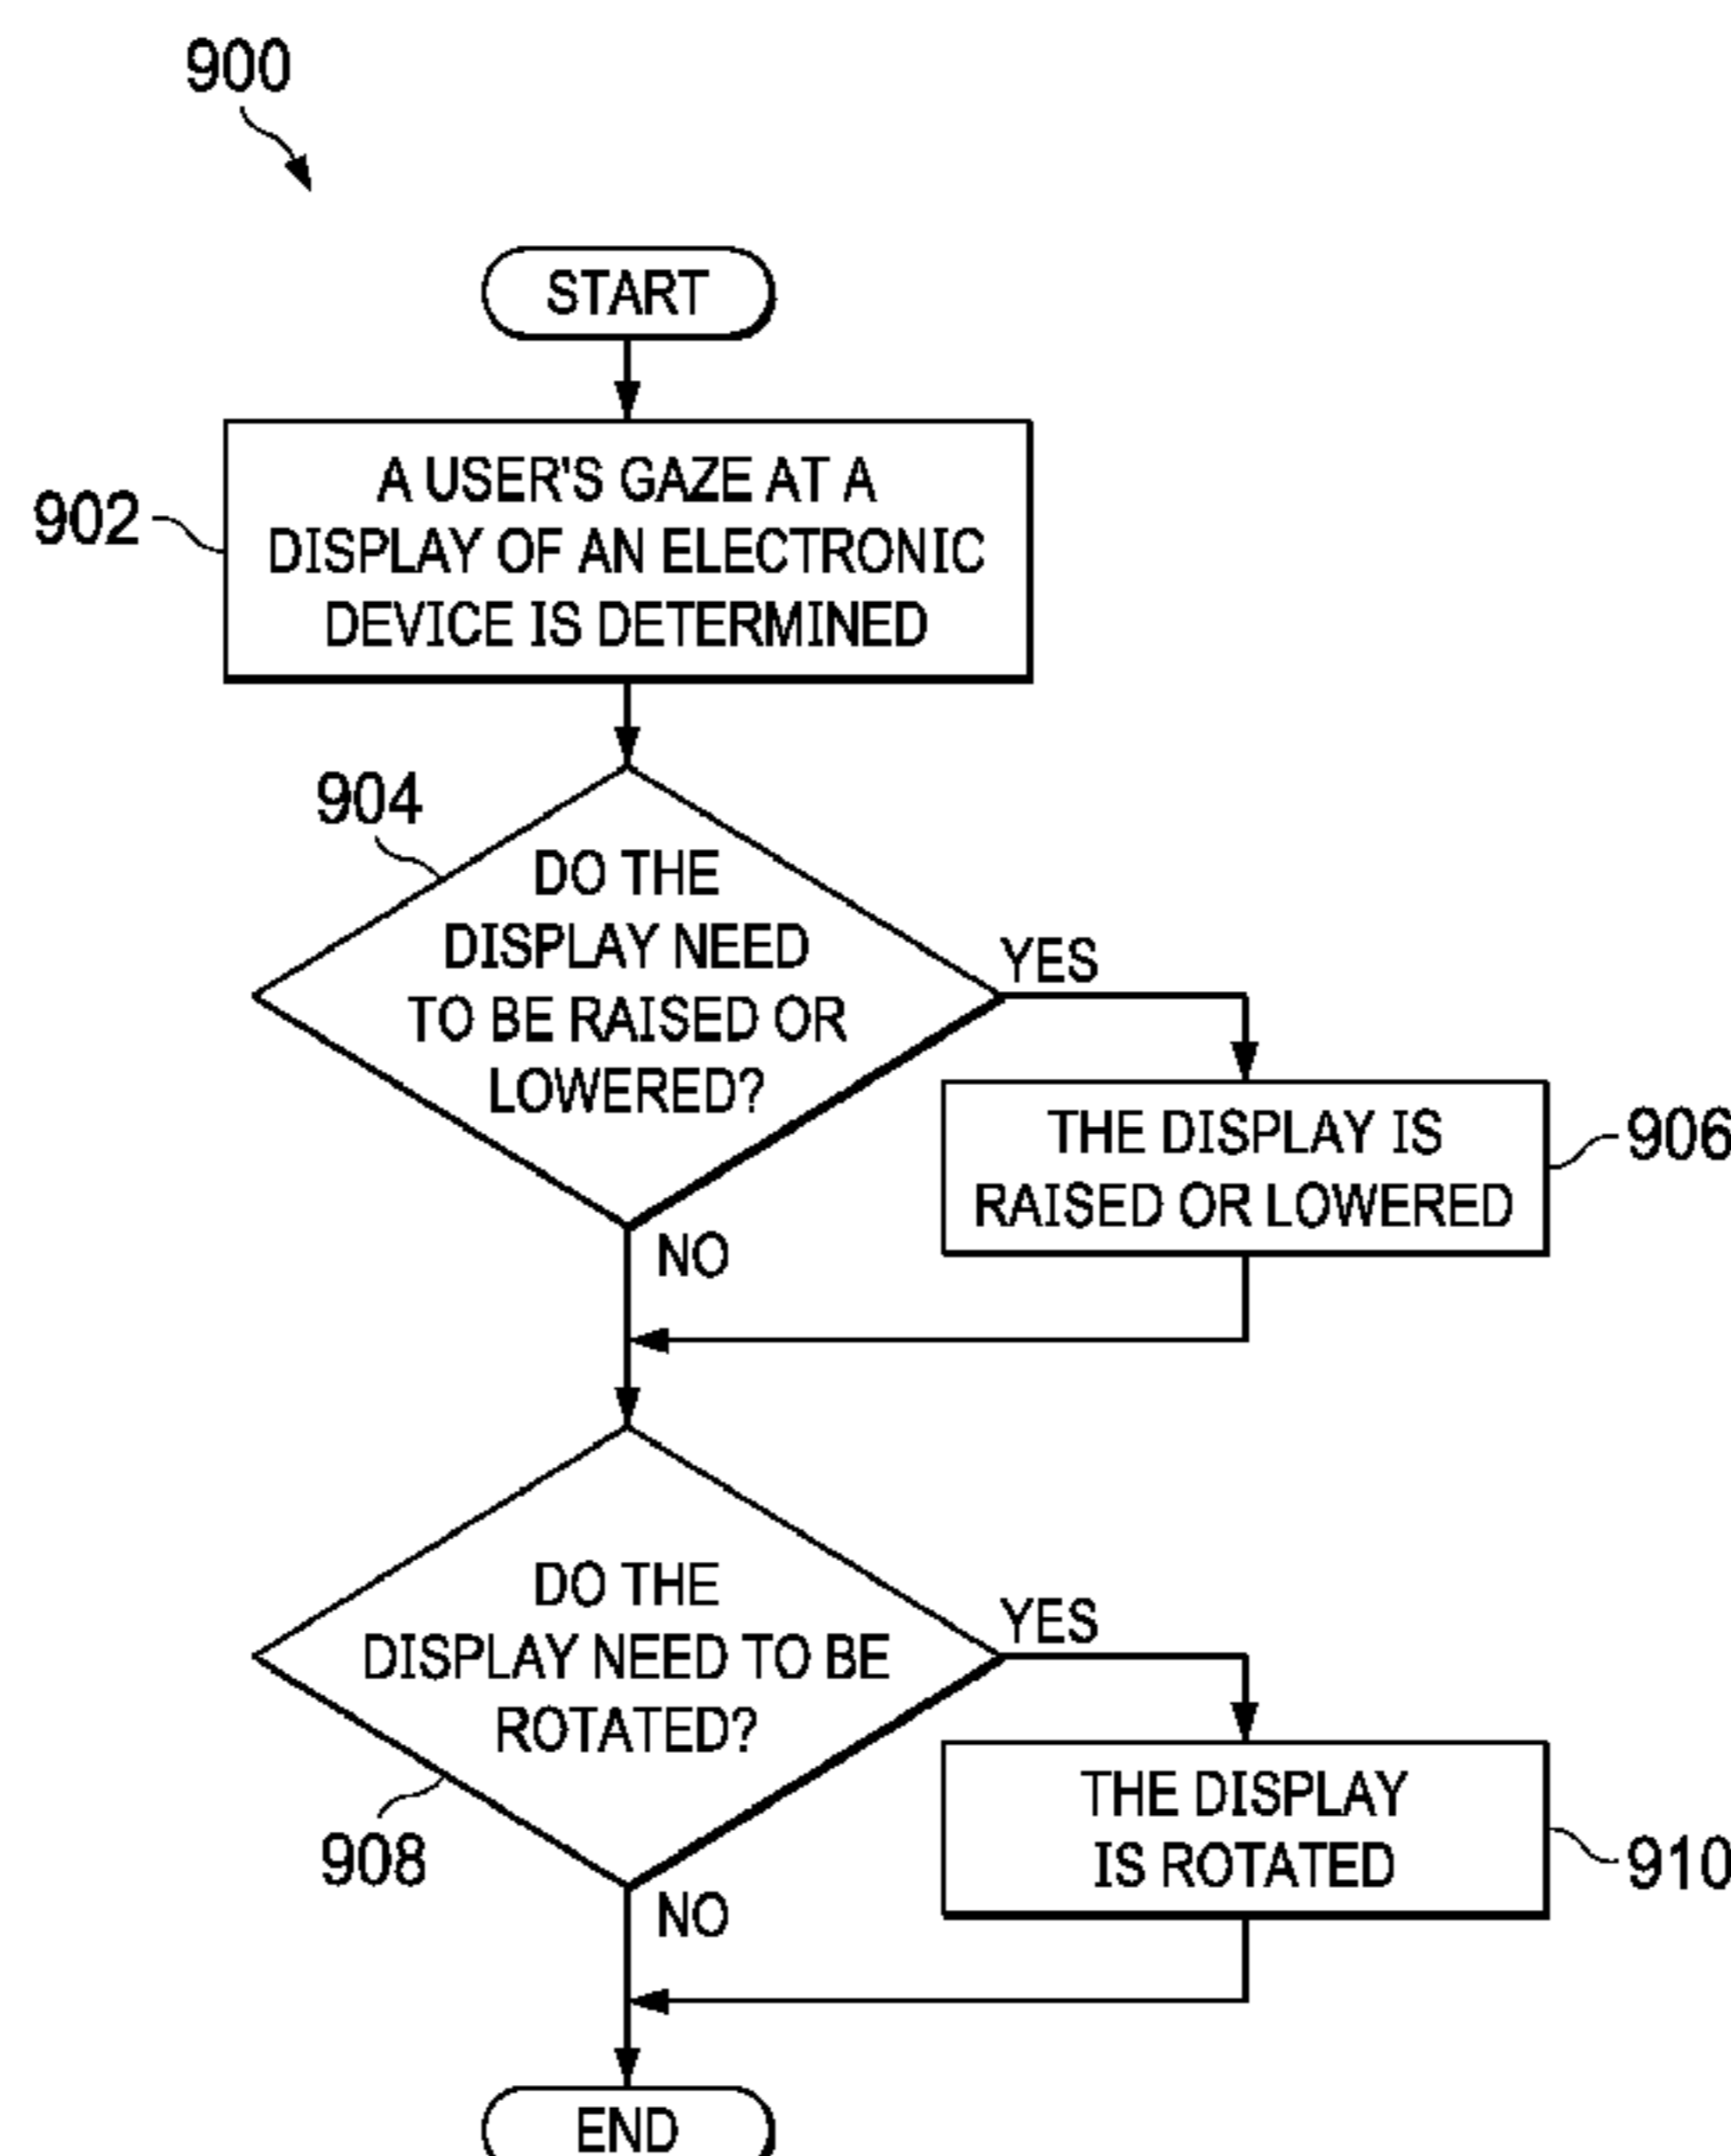 900
START
902
A USER'S GAZE AT A
DISPLAY OF AN ELECTRONIC
DEVICE IS DETERMINED
904
DO THE
DISPLAY NEED
TO BE RAISED OR
LOWERED?
YES
THE DISPLAY IS
RAISED OR LOWERED
906
NO
DO THE
DISPLAY NEED TO BE
ROTATED?
YES
908
THE DISPLAY
IS ROTATED
910
NO
END